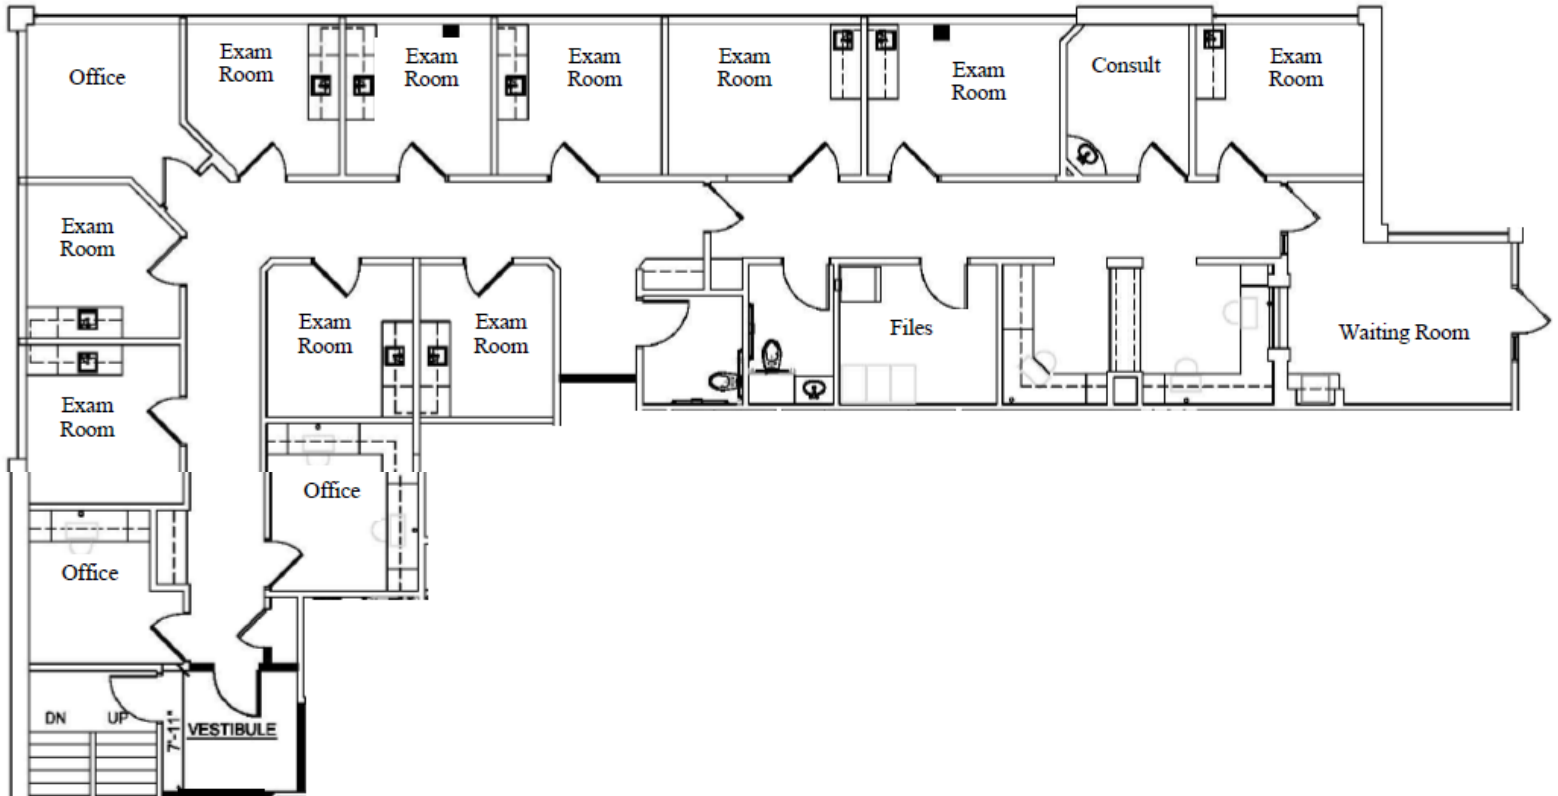 Office
Exam
Room
Exam
Room
Exam
Room
Exam
Room
Exam
Room
Consult
Exam
Room
Exam
Room
Exam
Room
Exam
Room
Files
Waiting Room
Exam
Room
Office
Office
DN
UP
7'-11"
VESTIBULE